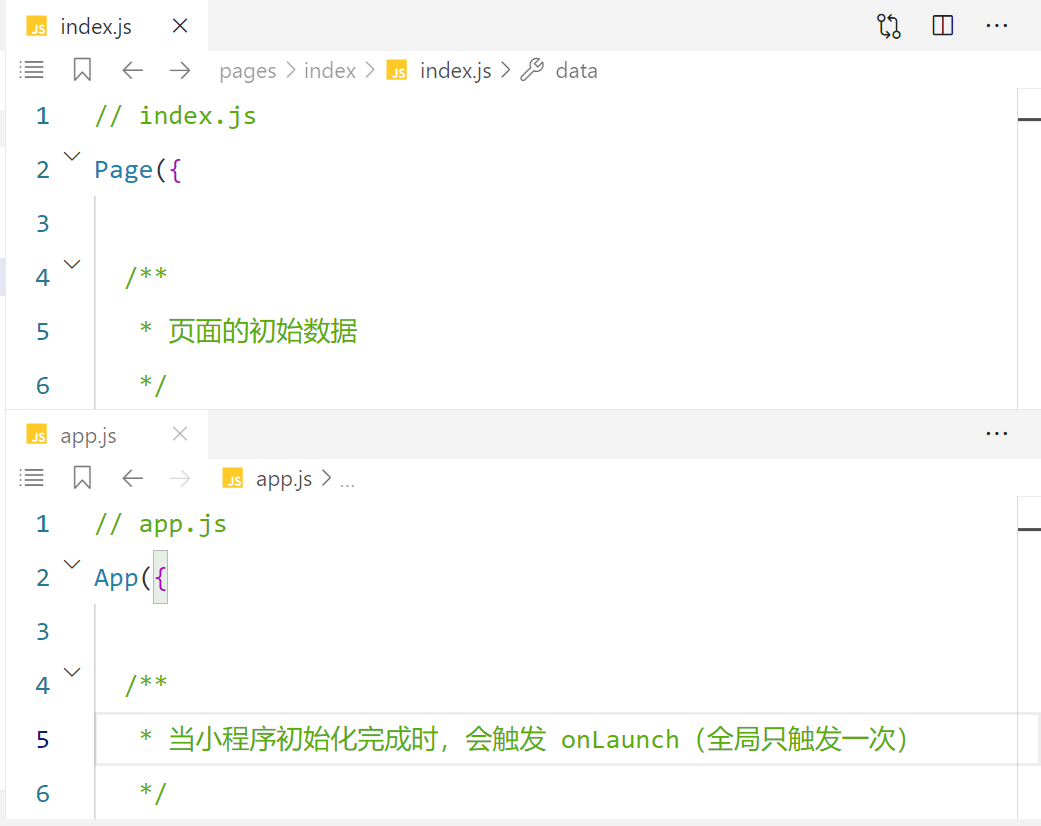 JS index.js
pages > index > JS index.js > data
1 // index.js
2 Page({
3
4 /**
5 * 页面的初始数据
6 */
JS app.js
JS app.js > ...
1 // app.js
2 App({
3
4 /**
5 * 当小程序初始化完成时，会触发 onLaunch（全局只触发一次）
6 */